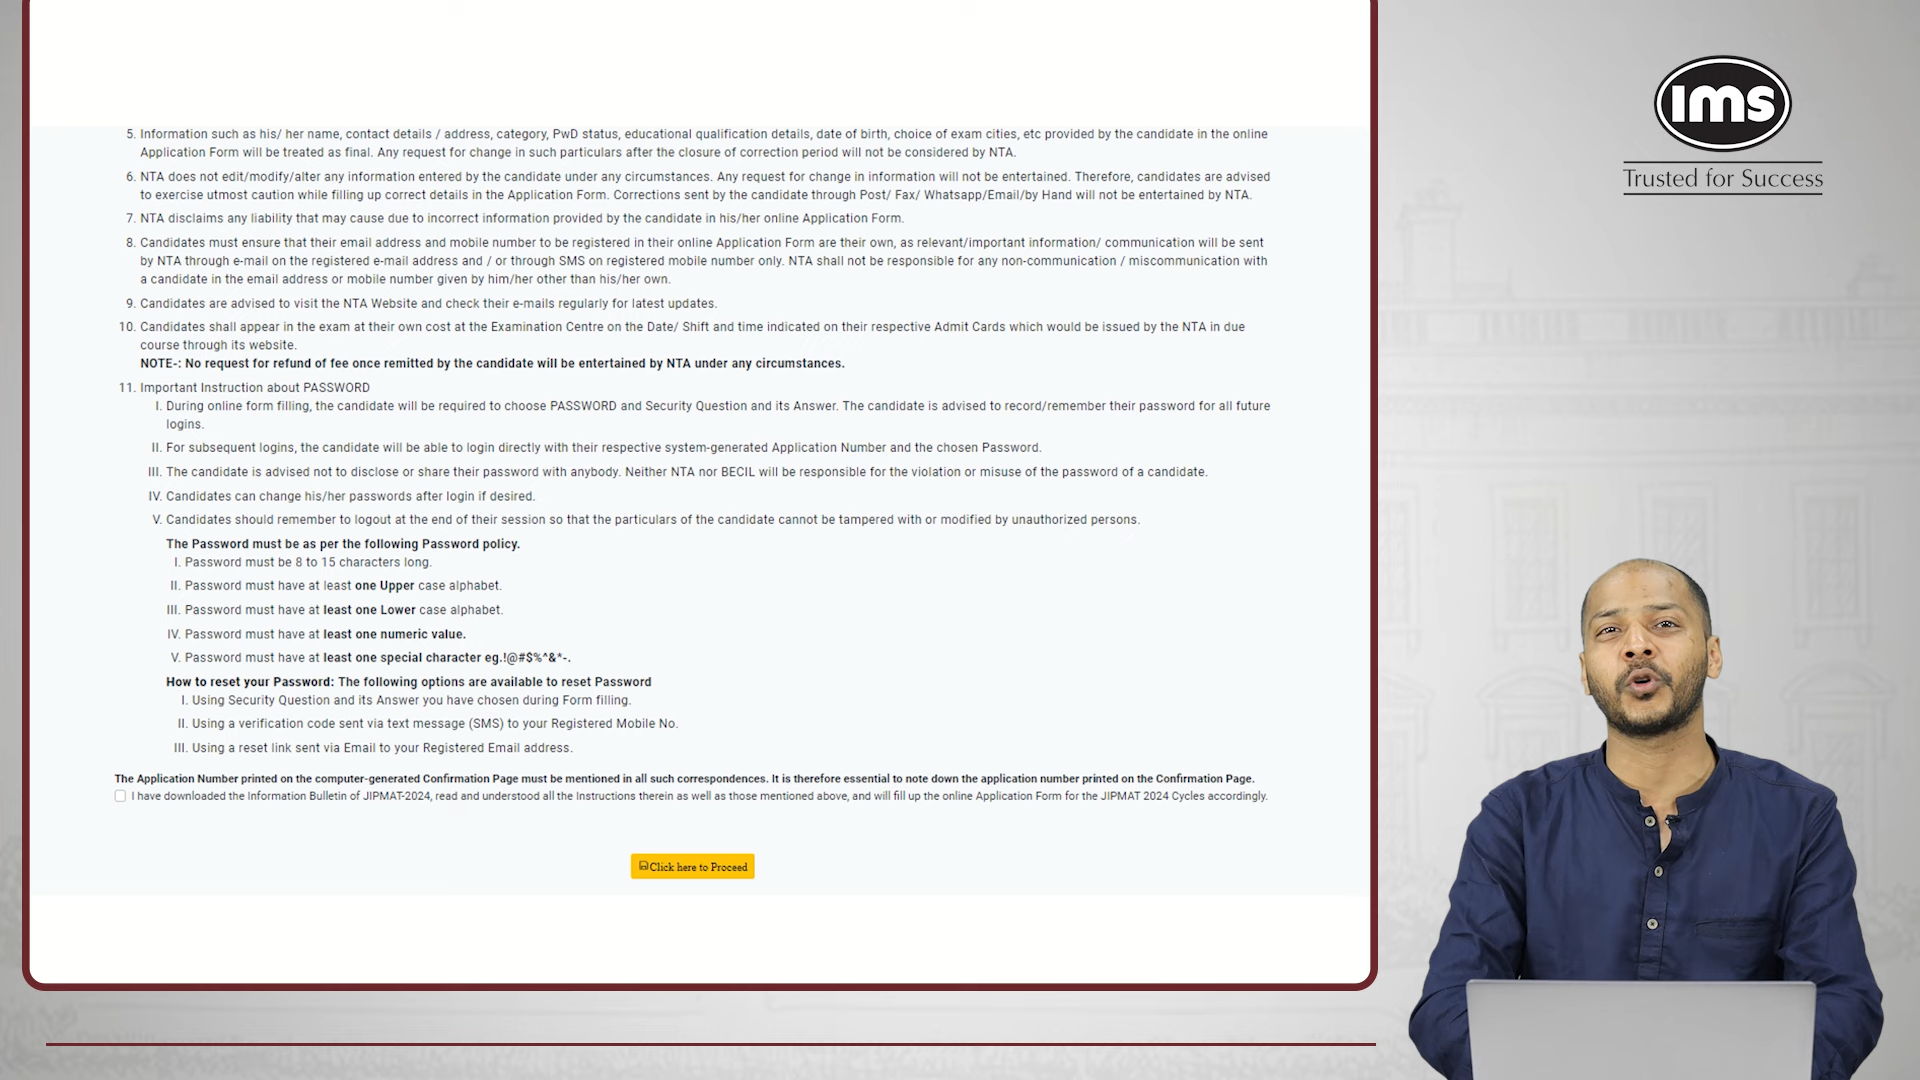 5. Information such as his/ her name, contact details / address, category, PwD status, educational qualification details, date of birth, choice of exam cities, etc provided by the candidate in the online
Application Form will be treated as final. Any request for change in such particulars after the closure of correction period will not be considered by NTA.
6. NTA does not edit/modify/alter any information entered by the candidate under any circumstances. Any request for change in information will not be entertained. Therefore, candidates are advised
to exercise utmost caution while filling up correct details in the Application Form. Corrections sent by the candidate through Post/ Fax/ Whatsapp/Email/by Hand will not be entertained by NTA.
7. NTA disclaims any liability that may cause due to incorrect information provided by the candidate in his/her online Application Form.
8. Candidates must ensure that their email address and mobile number to be registered in their online Application Form are their own, as relevant/important information/ communication will be sent
by NTA through e-mail on the registered e-mail address and / or through SMS on registered mobile number only. NTA shall not be responsible for any non-communication / miscommunication with
a candidate in the email address or mobile number given by him/her other than his/her own.
9. Candidates are advised to visit the NTA Website and check their e-mails regularly for latest updates.
10. Candidates shall appear in the exam at their own cost at the Examination Centre on the Date/ Shift and time indicated on their respective Admit Cards which would be issued by the NTA in due
course through its website.
NOTE-: No request for refund of fee once remitted by the candidate will be entertained by NTA under any circumstances.
11. Important Instruction about PASSWORD
I. During online form filling, the candidate will be required to choose PASSWORD and Security Question and its Answer. The candidate is advised to record/remember their password for all future
logins.
II. For subsequent logins, the candidate will be able to login directly with their respective system-generated Application Number and the chosen Password.
III. The candidate is advised not to disclose or share their password with anybody. Neither NTA nor BECIL will be responsible for the violation or misuse of the password of a candidate.
IV. Candidates can change his/her passwords after login if desired.
V. Candidates should remember to logout at the end of their session so that the particulars of the candidate cannot be tampered with or modified by unauthorized persons.
The Password must be as per the following Password policy.
I. Password must be 8 to 15 characters long.
II. Password must have at least one Upper case alphabet.
III. Password must have at least one Lower case alphabet.
IV. Password must have at least one numeric value.
V. Password must have at least one special character eg.!@#$%^&*-.
How to reset your Password: The following options are available to reset Password
I. Using Security Question and its Answer you have chosen during Form filling.
II. Using a verification code sent via text message (SMS) to your Registered Mobile No.
III. Using a reset link sent via Email to your Registered Email address.
The Application Number printed on the computer-generated Confirmation Page must be mentioned in all such correspondences. It is therefore essential to note down the application number printed on the Confirmation Page.
I have downloaded the Information Bulletin of JIPMAT-2024, read and understood all the Instructions therein as well as those mentioned above, and will fill up the online Application Form for the JIPMAT 2024 Cycles accordingly.
Click here to Proceed
ims
Trusted for Success